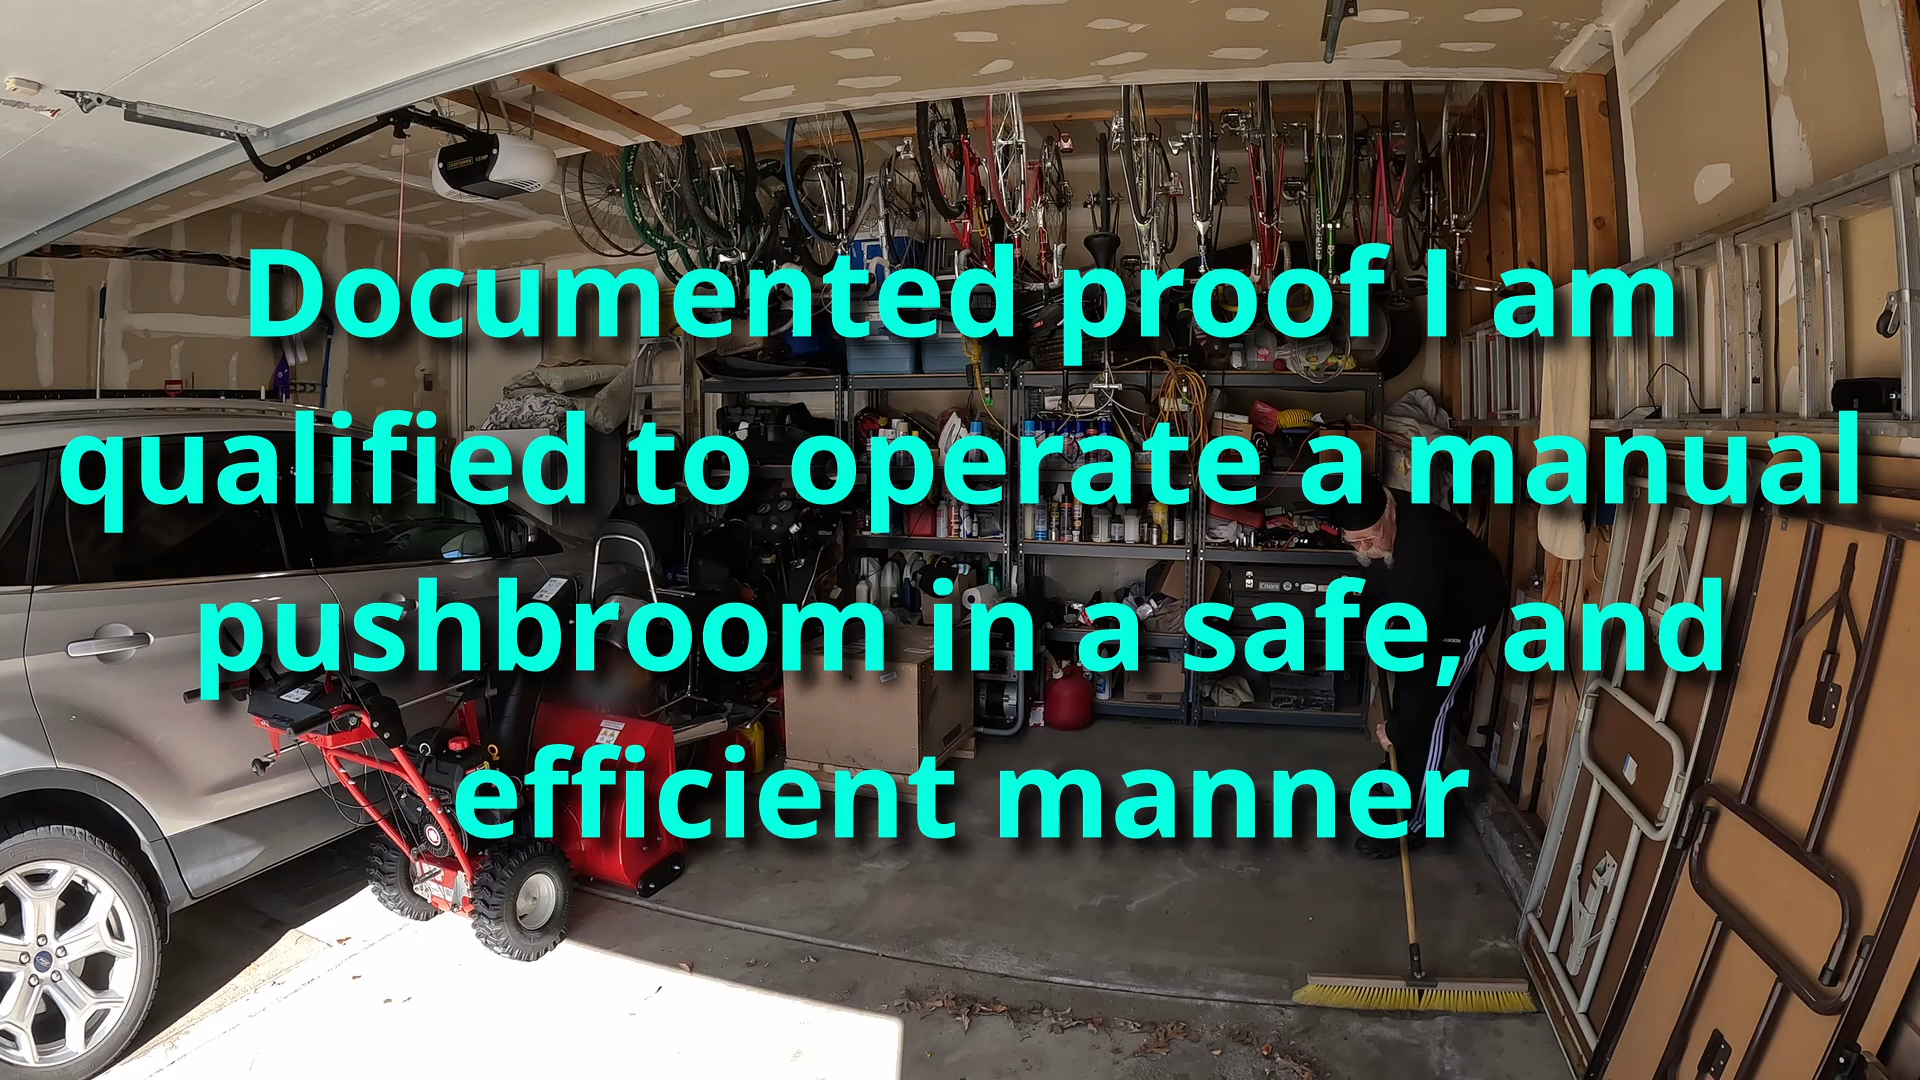 Documented proof I am
qualified to operate a manual
pushbroom in a safe, and
efficient manner